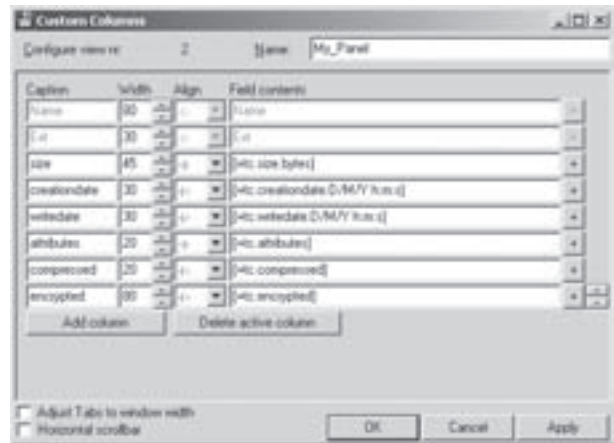 Custom Columns
Configure view nr. 2 Name My_Panel
Caption Width Align Field contents
Name 80 Name
Ext 30 Ext
size 45 [=tc.size.bytes]
creationdate 30 [=tc.creationdate.D/M/Y h:m:s]
writedate 30 [=tc.writedate.D/M/Y h:m:s]
attributes 20 [=tc.attributes]
compressed 20 [=tc.compressed]
encrypted 80 [=tc.encrypted]
Add column Delete active column
Adjust Tabs to window width
Horizontal scrollbar
OK Cancel Apply